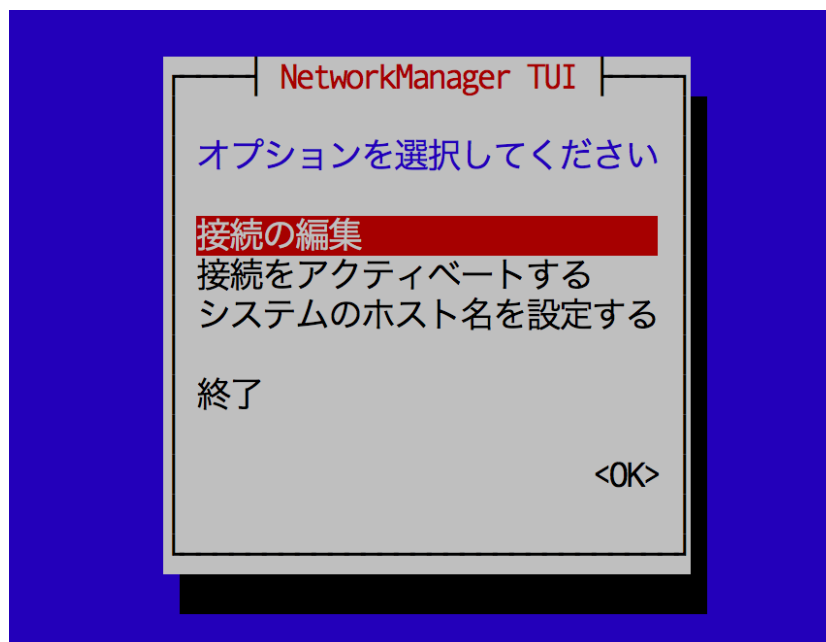 NetworkManager TUI
オプションを選択してください
接続の編集
接続をアクティベートする
システムのホスト名を設定する
終了
<OK>